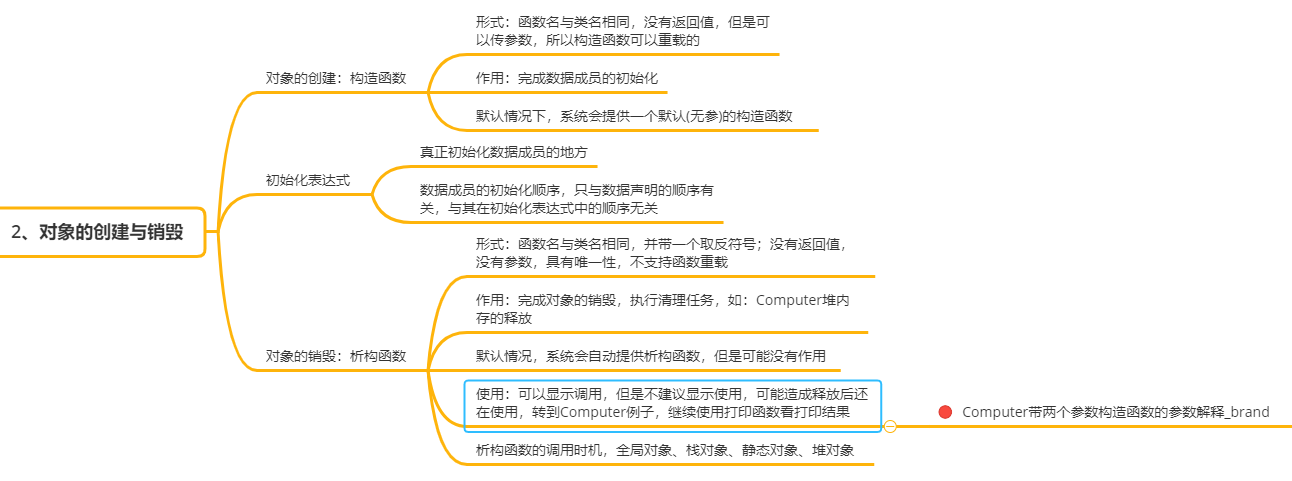 2、对象的创建与销毁
对象的创建：构造函数
形式：函数名与类名相同，没有返回值，但是可
以传参数，所以构造函数可以重载的
作用：完成数据成员的初始化
默认情况下，系统会提供一个默认(无参)的构造函数
初始化表达式
真正初始化数据成员的地方
数据成员的初始化顺序，只与数据声明的顺序有
关，与其在初始化表达式中的顺序无关
对象的销毁：析构函数
形式：函数名与类名相同，并带一个取反符号；没有返回值，
没有参数，具有唯一性，不支持函数重载
作用：完成对象的销毁，执行清理任务，如：Computer堆内
存的释放
默认情况，系统会自动提供析构函数，但是可能没有作用
使用：可以显示调用，但是不建议显示使用，可能造成释放后还
在使用，转到Computer例子，继续使用打印函数看打印结果
Computer带两个参数构造函数的参数解释_brand
析构函数的调用时机，全局对象、栈对象、静态对象、堆对象